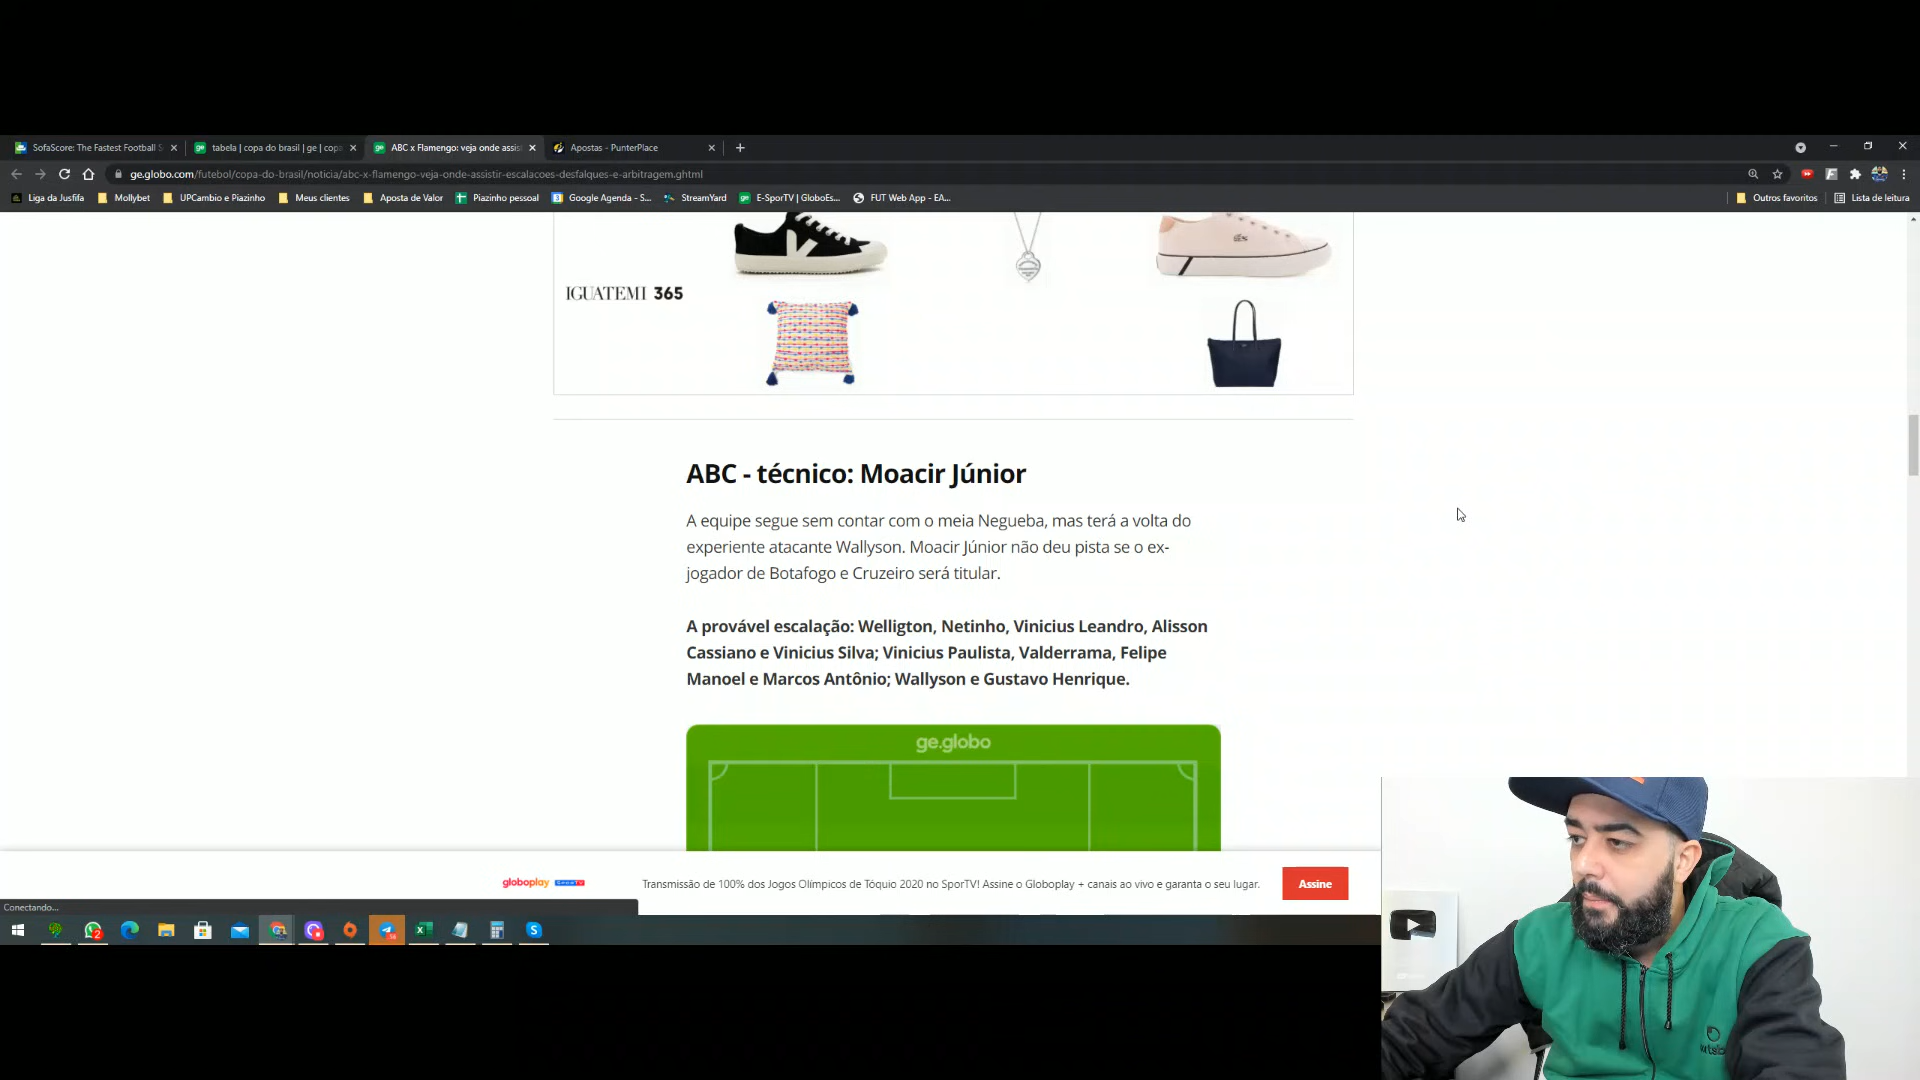 SofaScore: The Fastest Football S
tabela | copa do brasil | ge | copa
ABC x Flamengo: veja onde assis
Apostas - PunterPlace
ge.globo.com/futebol/copa-do-brasil/noticia/abc-x-flamengo-veja-onde-assistir-escalacoes-desfalques-e-arbitragem.ghtml
Liga da Jusfifa
Mollybet
UPCambio e Piazinho
Meus clientes
Aposta de Valor
Piazinho pessoal
Google Agenda - S...
StreamYard
E-SporTV | GloboEs...
FUT Web App - EA...
Outros favoritos
Lista de leitura
IGUATEMI 365
ABC - técnico: Moacir Júnior
A equipe segue sem contar com o meia Negueba, mas terá a volta do
experiente atacante Wallyson. Moacir Júnior não deu pista se o ex-
jogador de Botafogo e Cruzeiro será titular.
A provável escalação: Welligton, Netinho, Vinicius Leandro, Alisson
Cassiano e Vinicius Silva; Vinicius Paulista, Valderrama, Felipe
Manoel e Marcos Antônio; Wallyson e Gustavo Henrique.
ge.globo
globoplay
Transmissão de 100% dos Jogos Olímpicos de Tóquio 2020 no SporTV! Assine o Globoplay + canais ao vivo e garanta o seu lugar.
Assine
Conectando...